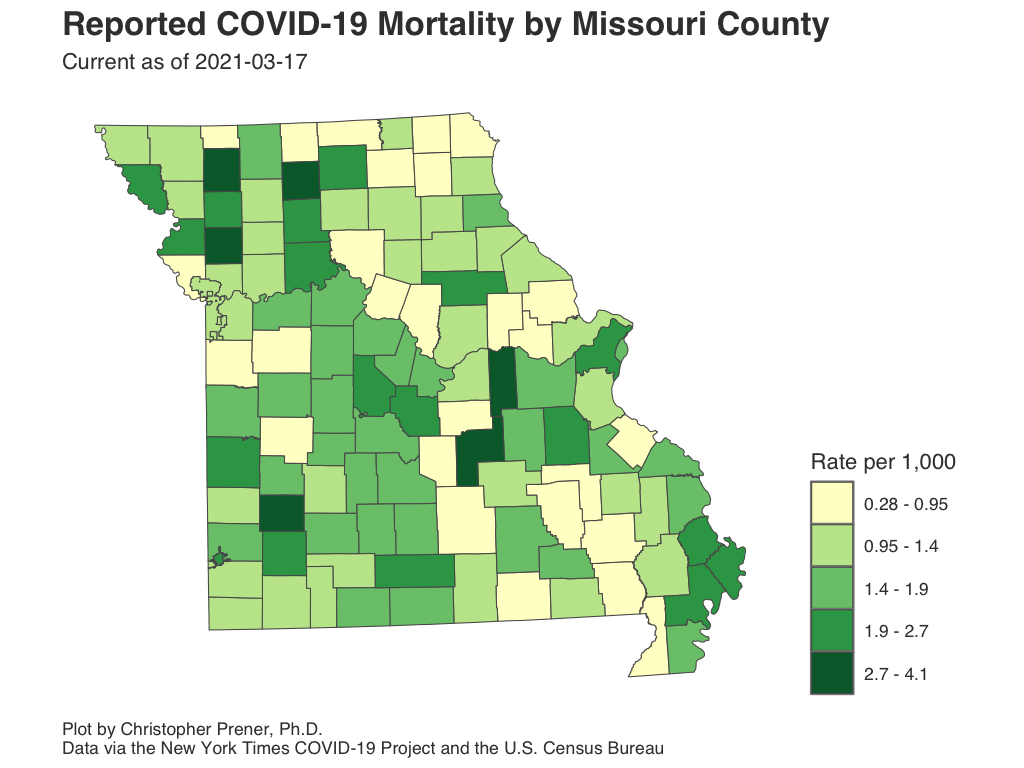 Reported COVID-19 Mortality by Missouri County
Current as of 2021-03-17
Rate per 1,000
0.28 - 0.95
0.95 - 1.4
1.4 - 1.9
1.9 - 2.7
2.7 - 4.1
Plot by Christopher Prener, Ph.D.
Data via the New York Times COVID-19 Project and the U.S. Census Bureau